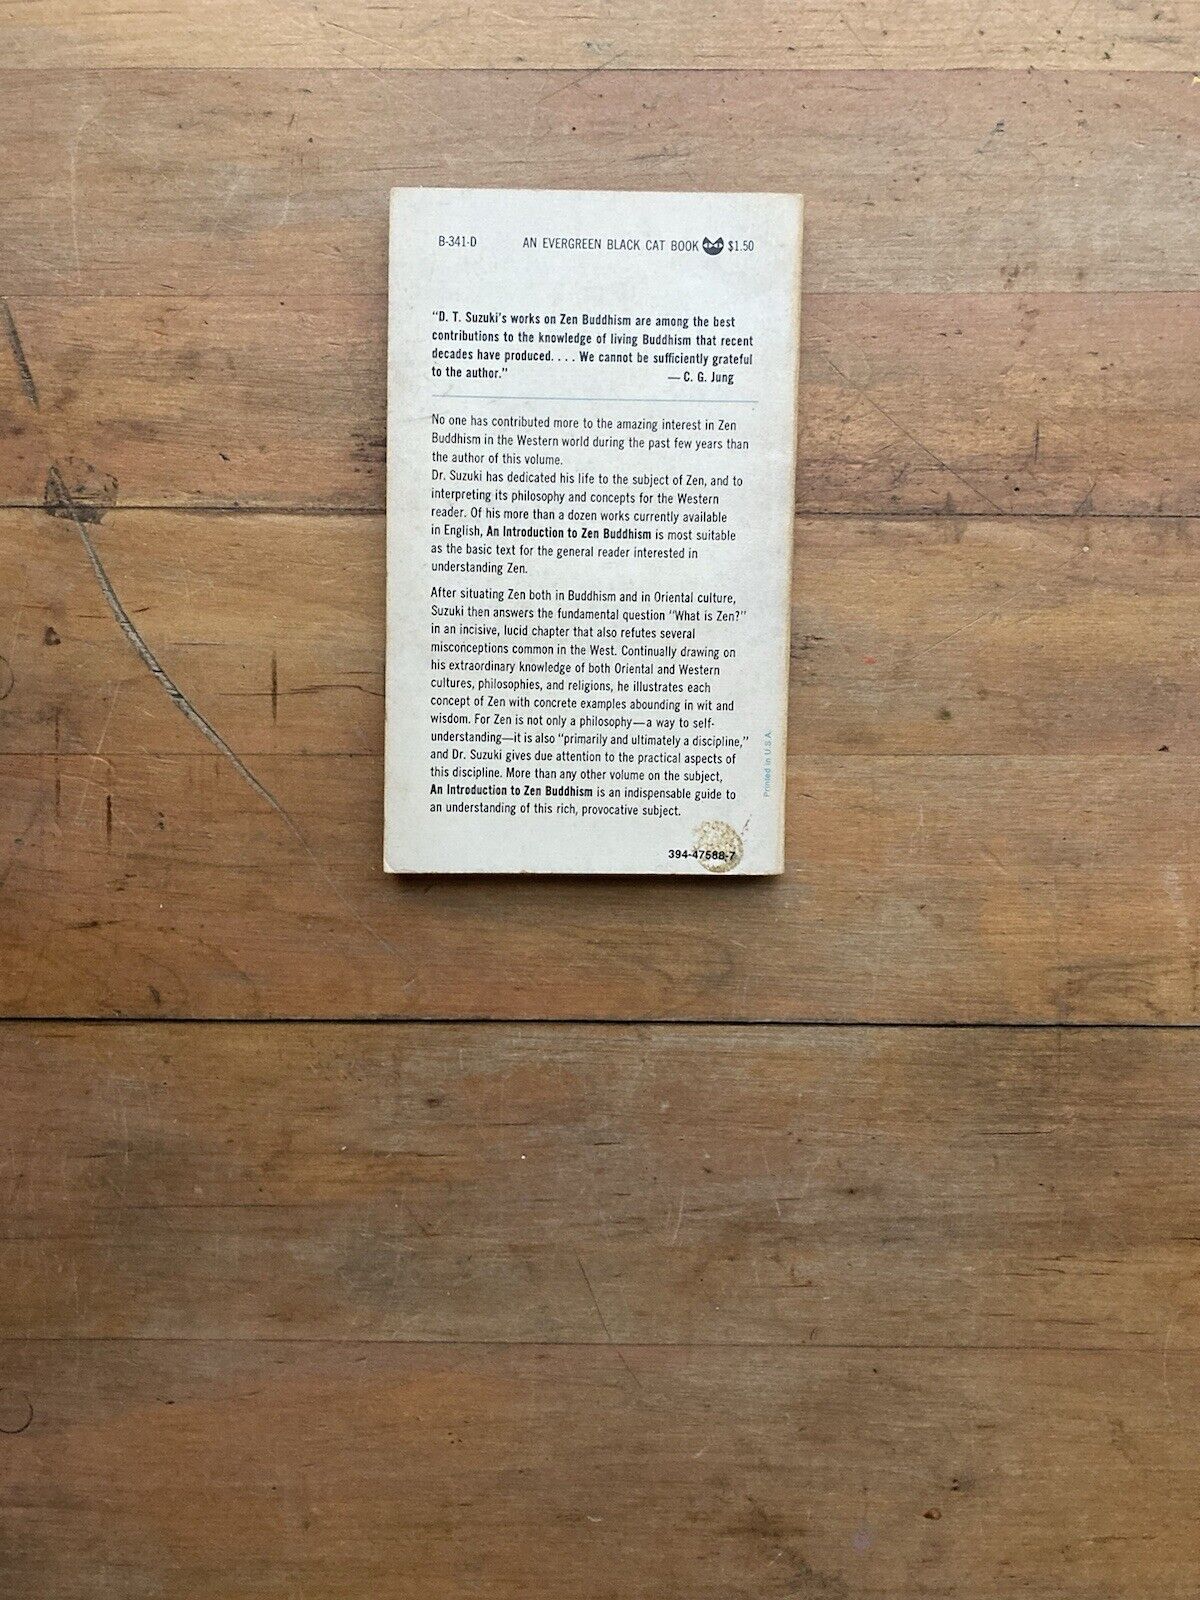 B-341-D AN EVERGREEN BLACK CAT BOOK $1.50
"D. T. Suzuki's works on Zen Buddhism are among the best
contributions to the knowledge of living Buddhism that recent
decades have produced. . . . We cannot be sufficiently grateful
to the author." — C. G. Jung
No one has contributed more to the amazing interest in Zen
Buddhism in the Western world during the past few years than
the author of this volume.
Dr. Suzuki has dedicated his life to the subject of Zen, and to
interpreting its philosophy and concepts for the Western
reader. Of his more than a dozen works currently available
in English, An Introduction to Zen Buddhism is most suitable
as the basic text for the general reader interested in
understanding Zen.
After situating Zen both in Buddhism and in Oriental culture,
Suzuki then answers the fundamental question "What is Zen?"
in an incisive, lucid chapter that also refutes several
misconceptions common in the West. Continually drawing on
his extraordinary knowledge of both Oriental and Western
cultures, philosophies, and religions, he illustrates each
concept of Zen with concrete examples abounding in wit and
wisdom. For Zen is not only a philosophy—a way to self-
understanding—it is also "primarily and ultimately a discipline,"
and Dr. Suzuki gives due attention to the practical aspects of
this discipline. More than any other volume on the subject,
An Introduction to Zen Buddhism is an indispensable guide to
an understanding of this rich, provocative subject.
Printed in U.S.A.
394-47588-7